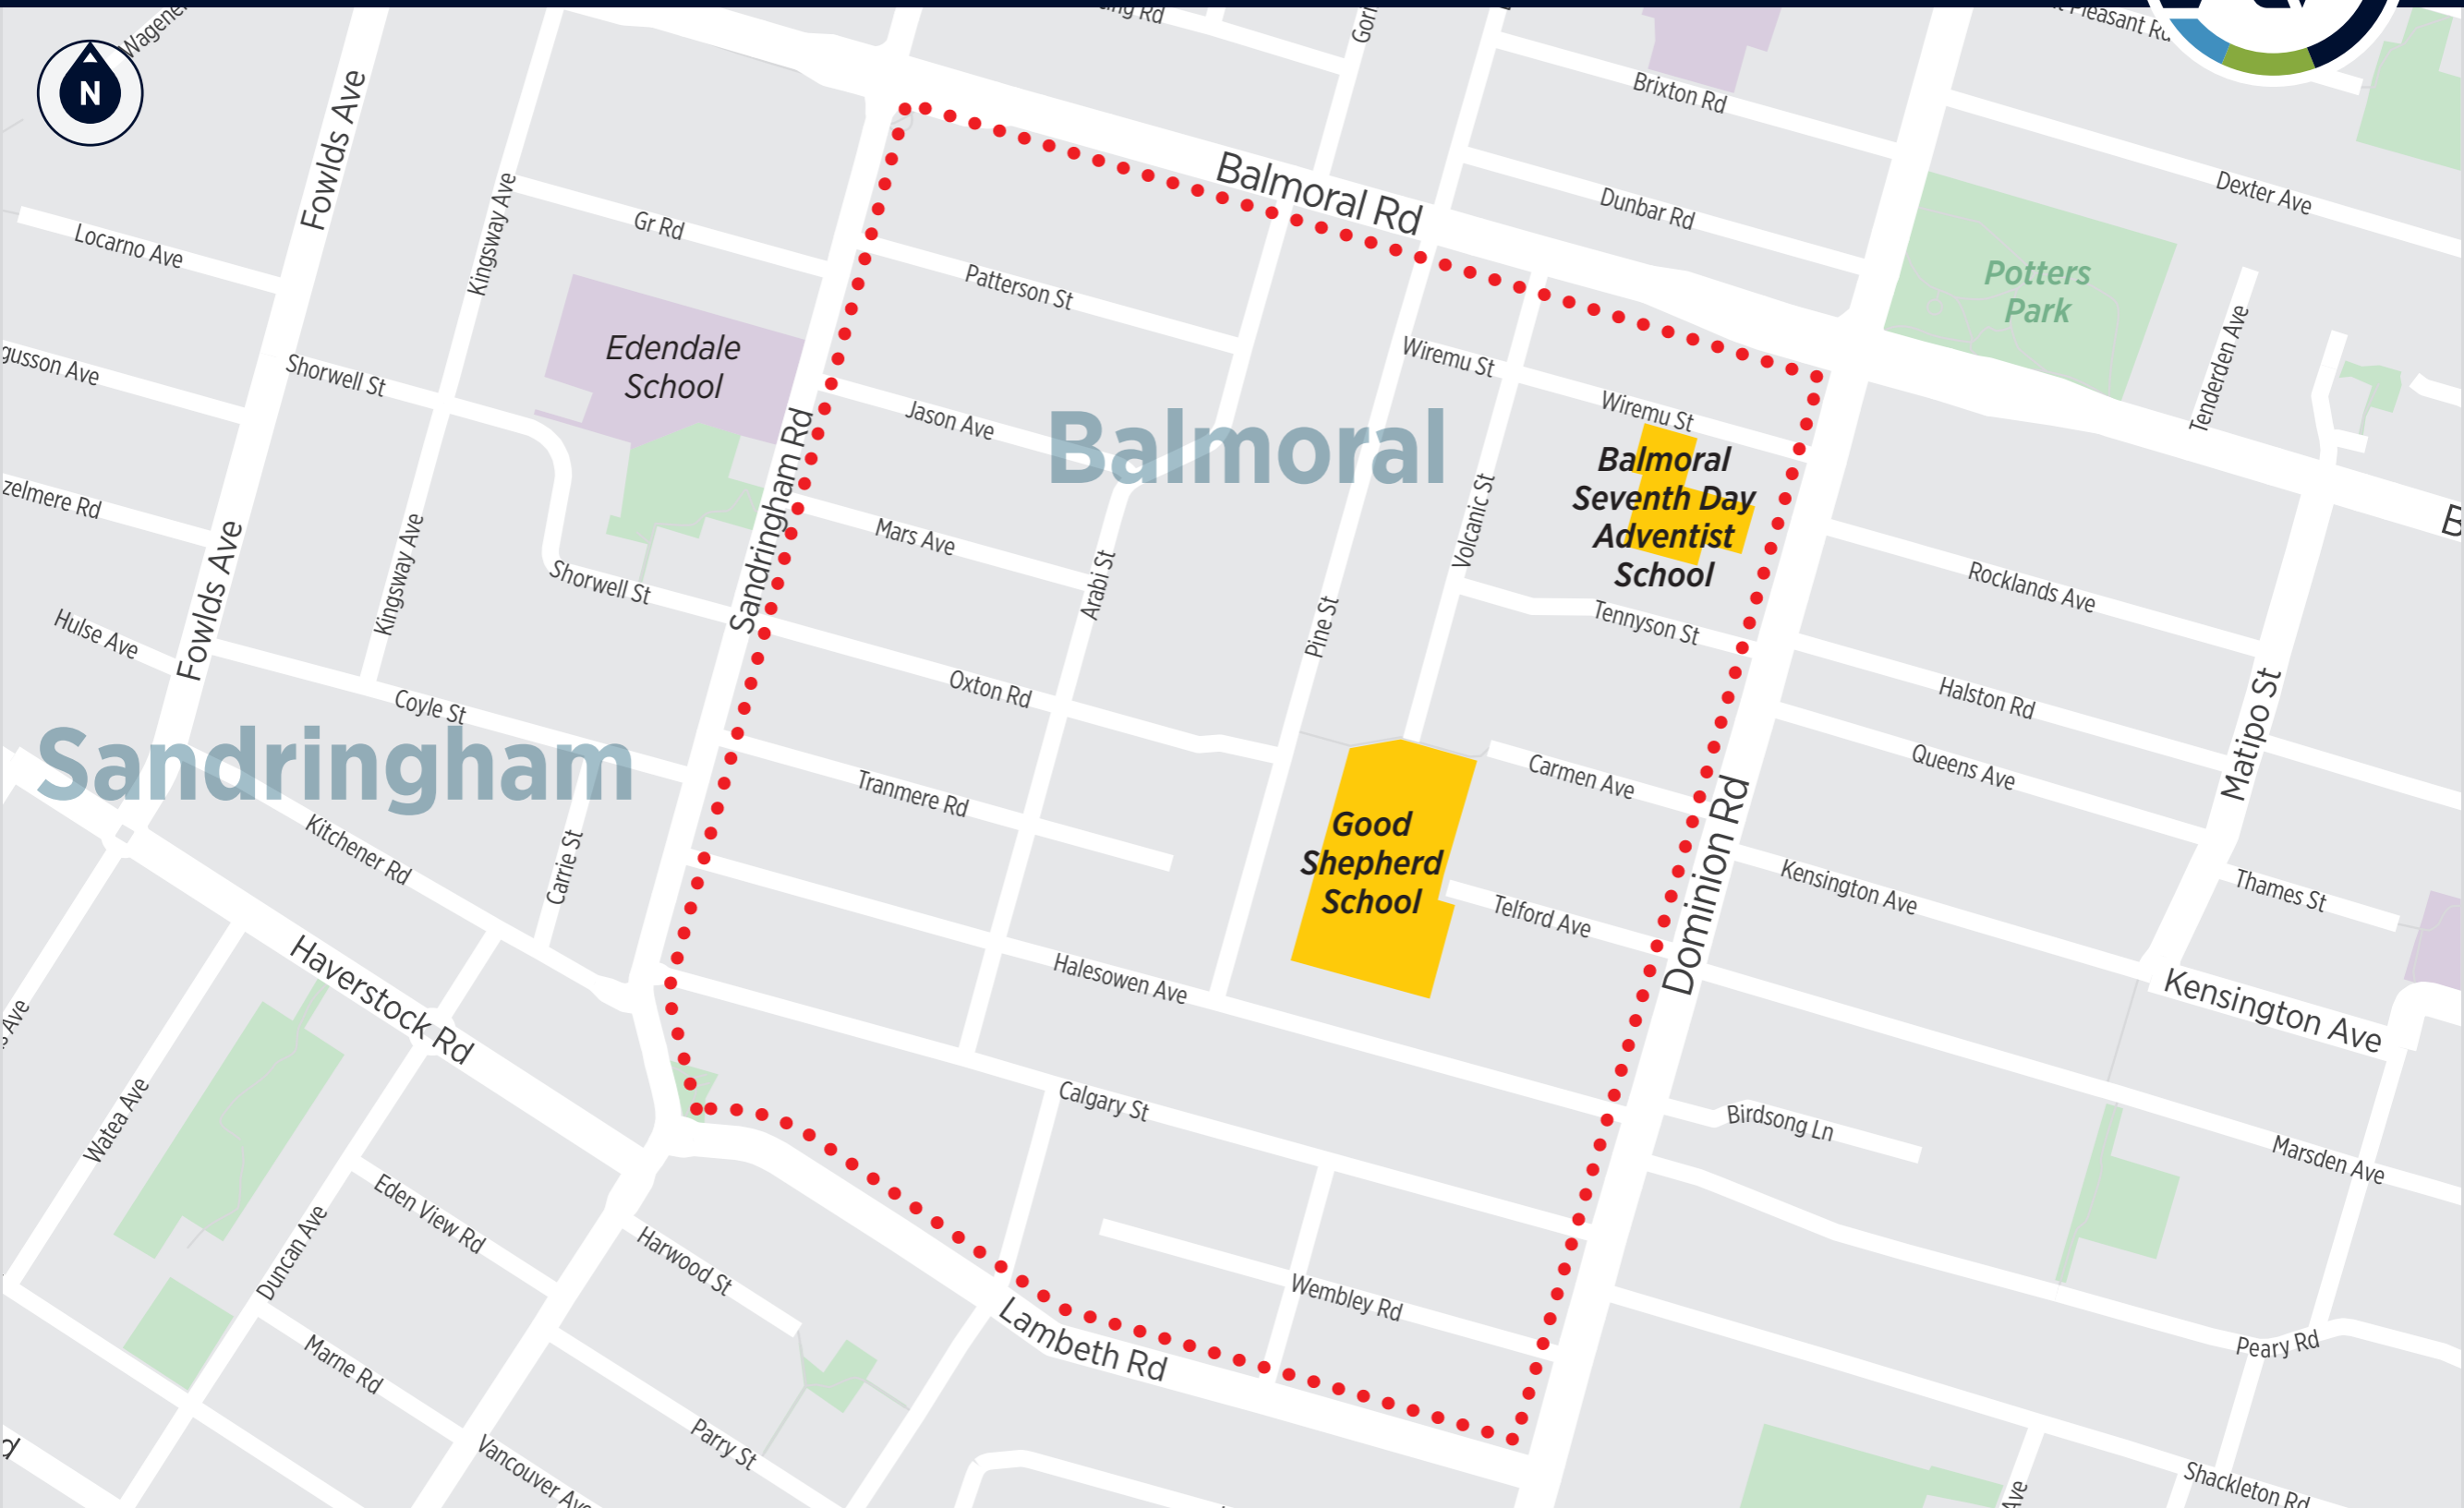 N
Fowlds Ave
Locarno Ave
Kingsway Ave
Gr Rd
Brixton Rd
Balmoral Rd
Dunbar Rd
Dexter Ave
Patterson St
Potters
Park
Edendale
School
Shorwell St
Tenderden Ave
Wiremu St
Wiremu St
Jason Ave
Balmoral
Sandringham Rd
Balmoral
Seventh Day
Adventist
School
Mars Ave
Volcanic St
Fowlds Ave
Kingsway Ave
Shorwell St
Arabi St
Pine St
Tennyson St
Rocklands Ave
Hulse Ave
Coyle St
Oxton Rd
Halston Rd
Matipo St
Sandringham
Queens Ave
Tranmere Rd
Carmen Ave
Kitchener Rd
Carrie St
Good
Shepherd
School
Dominion Rd
Kensington Ave
Thames St
Telford Ave
Haverstock Rd
Halesowen Ave
Kensington Ave
Watea Ave
Calgary St
Birdsong Ln
Marsden Ave
Eden View Rd
Duncan Ave
Harwood St
Wembley Rd
Lambeth Rd
Peary Rd
Marne Rd
Parry St
Vancouver Ave
Shackleton Rd